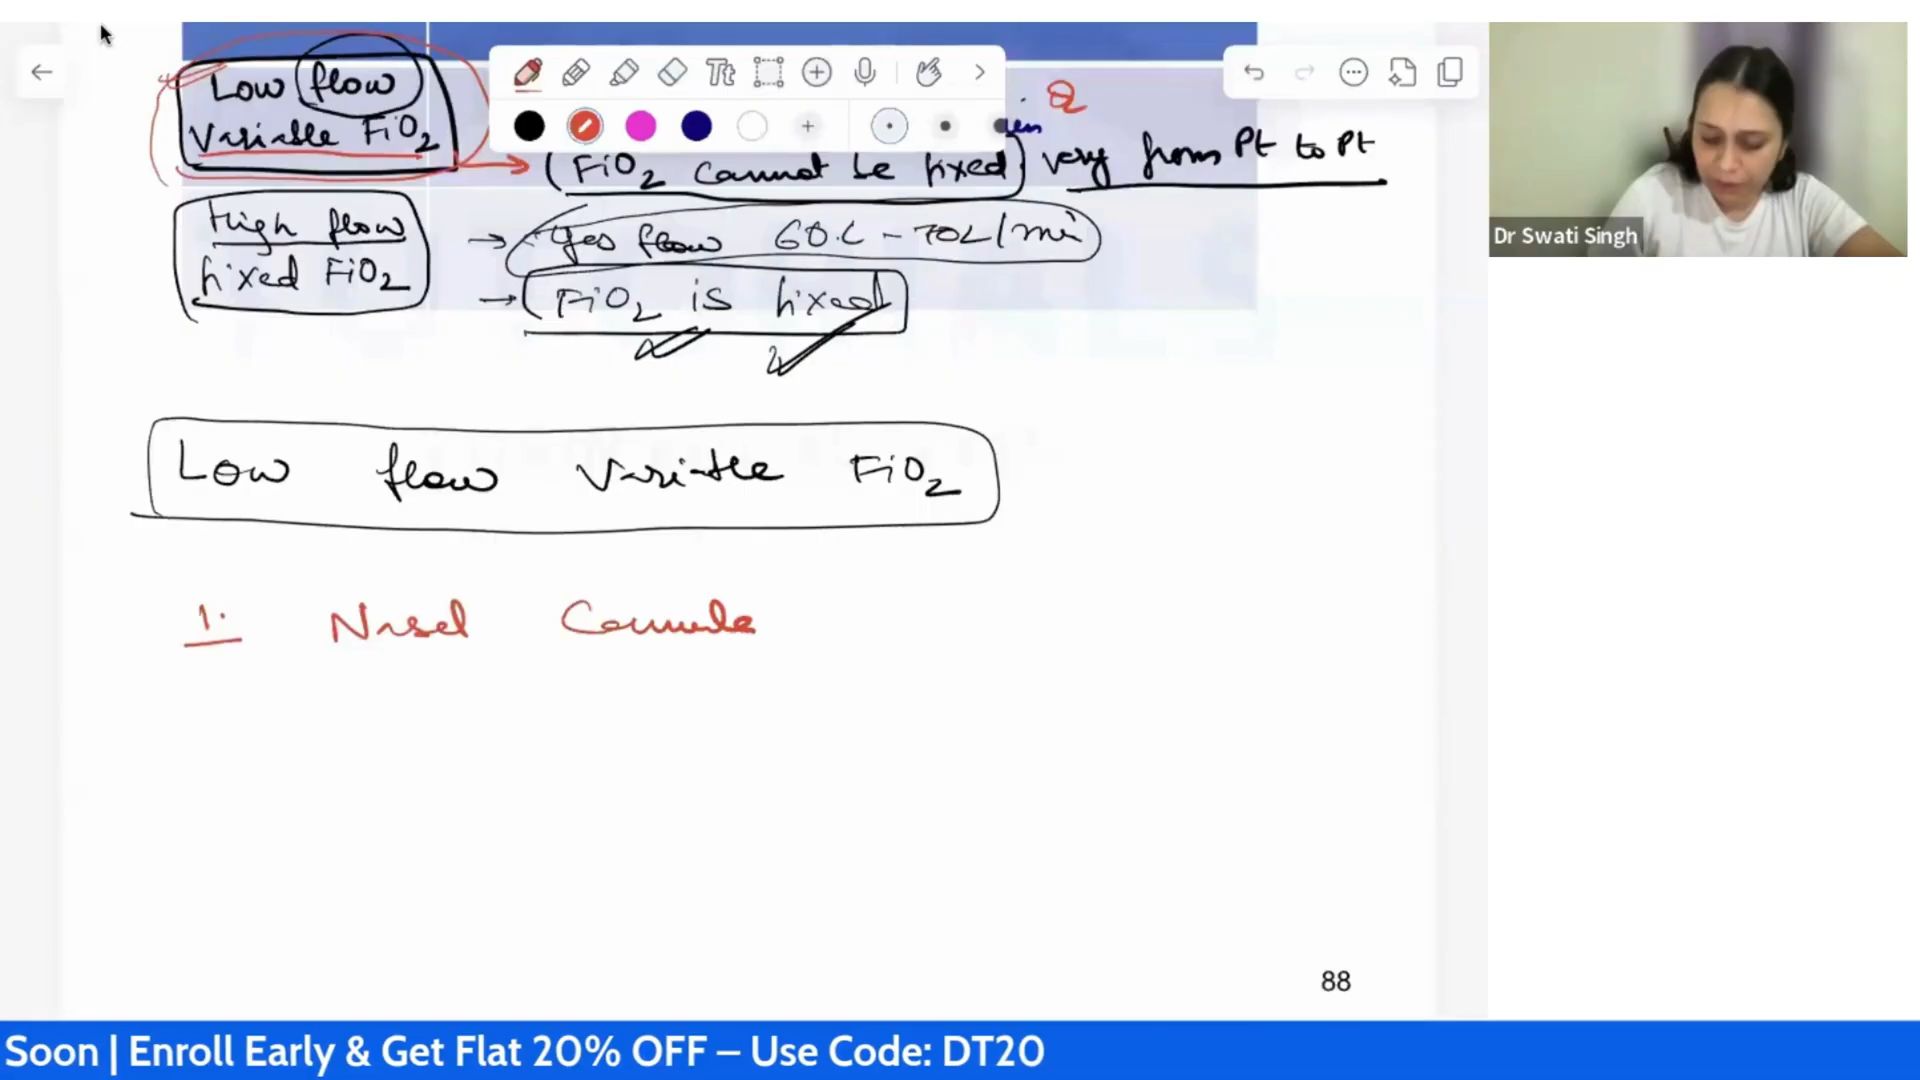 Low flow
Variable FiO2
Q
FiO2 cannot be fixed vary from Pt to Pt
High flow
fixed FiO2
→ gas flow 60L - 70L/min
→ FiO2 is fixed
Dr Swati Singh
Tt
Low flow Variable FiO2
1. Nasal Cannula
88
Soon | Enroll Early & Get Flat 20% OFF – Use Code: DT20